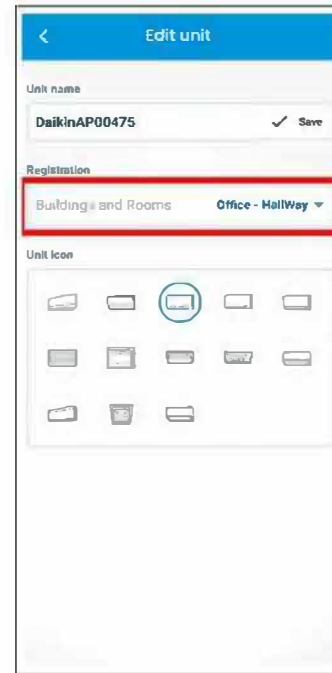 Edit unit
Unit name
DaikinAP00475 Save
Registration
Buildings and Rooms Office - HallWay
Unit Icon